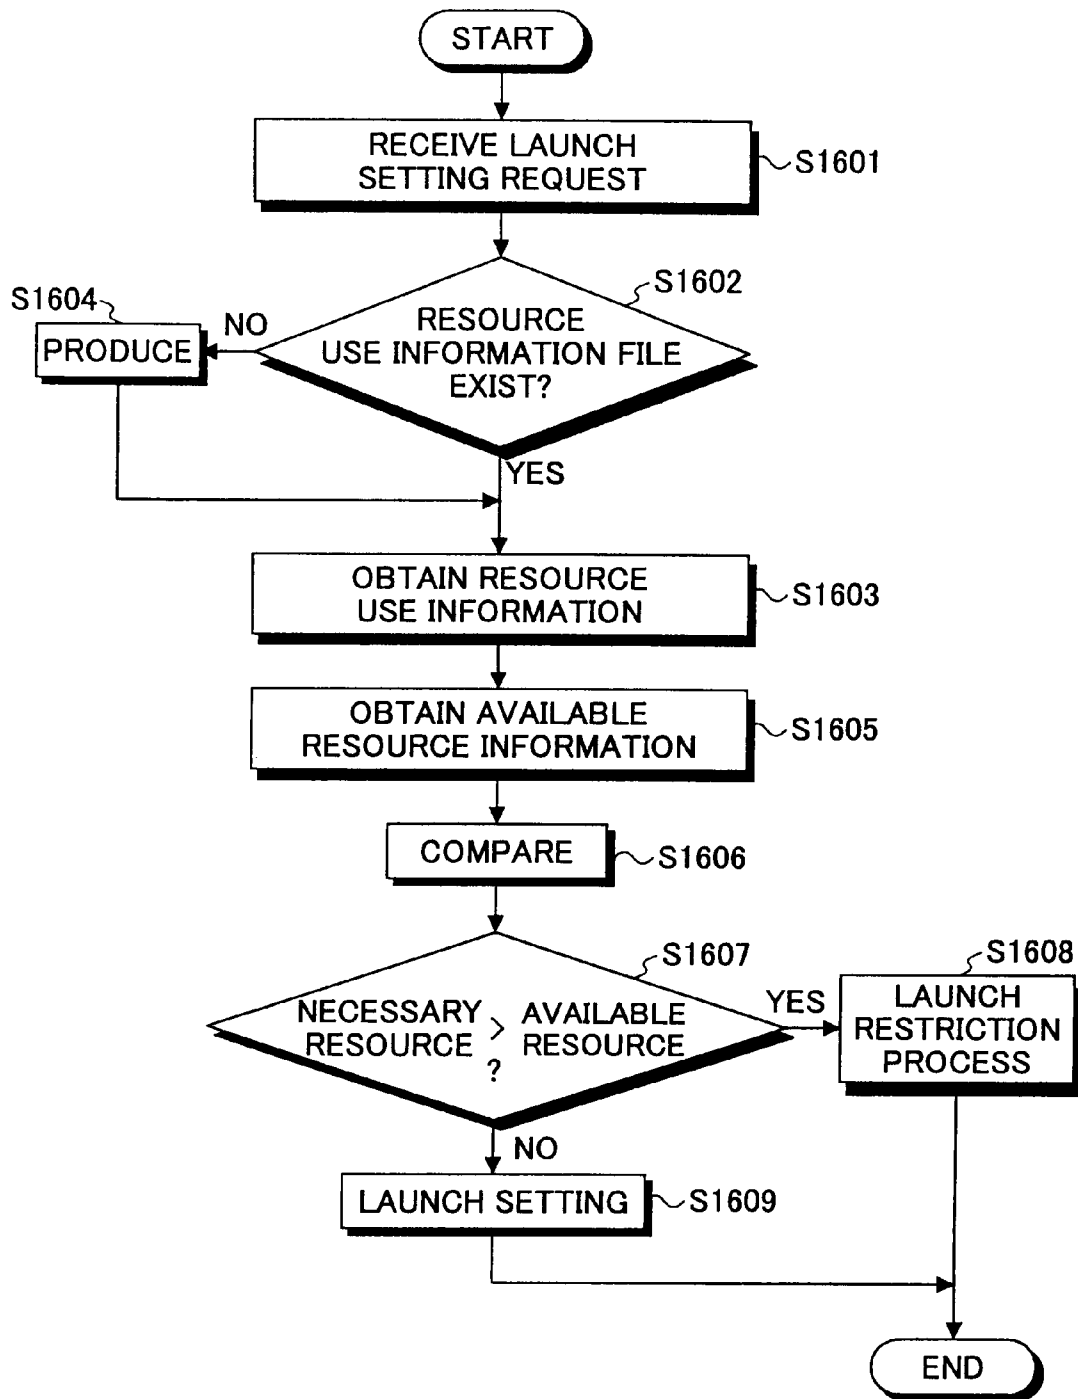 START
RECEIVE LAUNCH
SETTING REQUEST
S1601
S1602
RESOURCE
USE INFORMATION FILE
EXIST?
S1604
NO
PRODUCE
YES
OBTAIN RESOURCE
USE INFORMATION
S1603
OBTAIN AVAILABLE
RESOURCE INFORMATION
S1605
COMPARE
S1606
S1607
NECESSARY
RESOURCE
>
AVAILABLE
RESOURCE
?
YES
S1608
LAUNCH
RESTRICTION
PROCESS
NO
LAUNCH SETTING
S1609
END